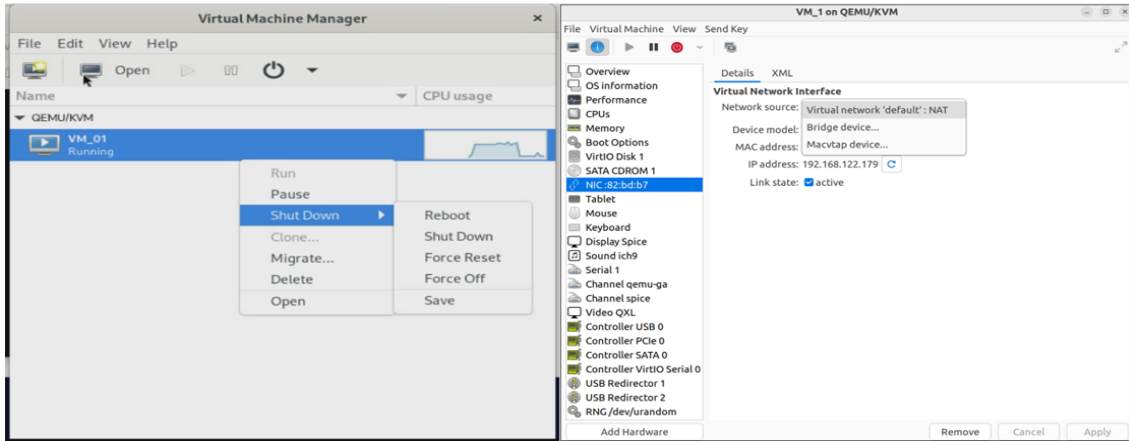 Virtual Machine Manager
×
File Edit View Help
Open
Name CPU usage
QEMU/KVM
VM_01
Running
Run
Pause
Shut Down
Clone...
Migrate...
Delete
Open
Reboot
Shut Down
Force Reset
Force Off
Save
VM_1 on QEMU/KVM
File Virtual Machine View Send Key
Overview
OS information
Performance
CPUs
Memory
Boot Options
VirtIO Disk 1
SATA CDROM 1
NIC :82:bd:b7
Tablet
Mouse
Keyboard
Display Spice
Sound ich9
Serial 1
Channel qemu-ga
Channel spice
Video QXL
Controller USB 0
Controller PCIe 0
Controller SATA 0
Controller VirtIO Serial 0
USB Redirector 1
USB Redirector 2
RNG /dev/urandom
Add Hardware
Details XML
Virtual Network Interface
Network source: Virtual network 'default' : NAT
Device model: Bridge device...
MAC address: Macvtap device...
IP address: 192.168.122.179
Link state: active
Remove Cancel Apply